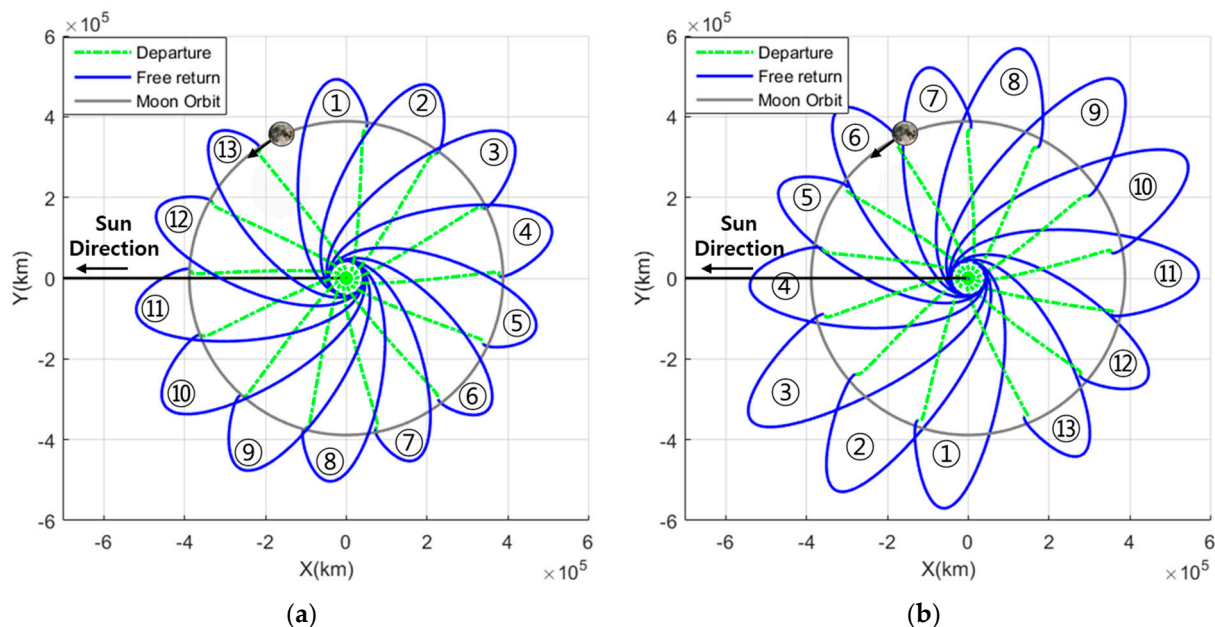 ×10⁵
6
Departure
Free return
Moon Orbit
①
②
③
④
⑤
⑥
⑦
⑧
⑨
⑩
⑪
⑫
⑬
4
2
0
-2
-4
-6
Y(km)
Sun
Direction
-6 -4 -2 0 2 4 6
X(km)
×10⁵
(a)
×10⁵
6
Departure
Free return
Moon Orbit
①
②
③
④
⑤
⑥
⑦
⑧
⑨
⑩
⑪
⑫
⑬
4
2
0
-2
-4
-6
Y(km)
Sun
Direction
-6 -4 -2 0 2 4 6
X(km)
×10⁵
(b)